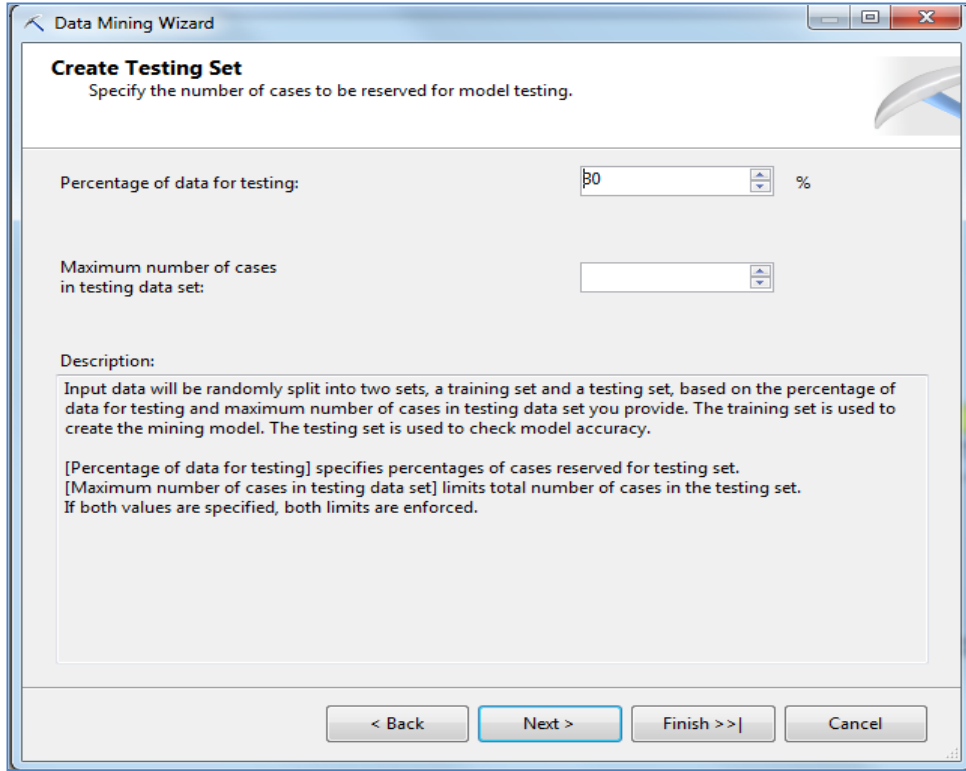 Data Mining Wizard
Create Testing Set
Specify the number of cases to be reserved for model testing.
Percentage of data for testing:
30
%
Maximum number of cases
in testing data set:
Description:
Input data will be randomly split into two sets, a training set and a testing set, based on the percentage of
data for testing and maximum number of cases in testing data set you provide. The training set is used to
create the mining model. The testing set is used to check model accuracy.
[Percentage of data for testing] specifies percentages of cases reserved for testing set.
[Maximum number of cases in testing data set] limits total number of cases in the testing set.
If both values are specified, both limits are enforced.
< Back
Next >
Finish >>|
Cancel